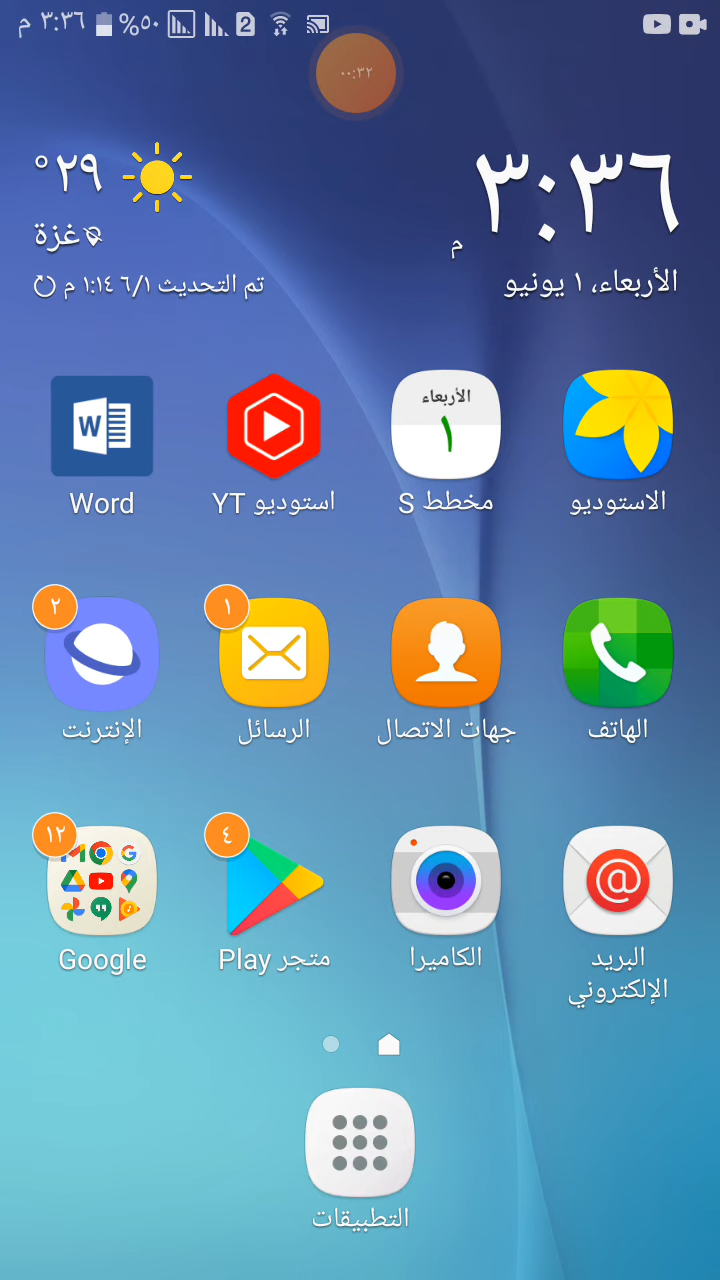 م ٣:٣٦ %٥٠ 2
٠٠:٣٢
٣:٣٦ م
الأربعاء، ١ يونيو
٢٩°
غزة
تم التحديث ٦/١ ١:١٤ م
الأربعاء
١
الاستوديو
مخطط S
استوديو YT
W
Word
الهاتف
جهات الاتصال
١
الرسائل
٢
الإنترنت
@
البريد
الإلكتروني
الكاميرا
٤
متجر Play
١٢
Google
التطبيقات